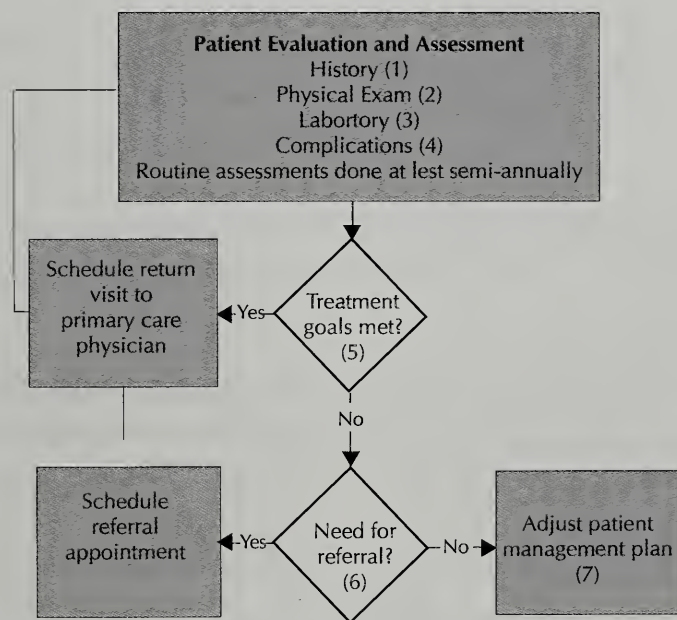 Patient Evaluation and Assessment
History (1)
Physical Exam (2)
Labortory (3)
Complications (4)
Routine assessments done at lest semi-annually
Schedule return
visit to
primary care
physician
Yes
Treatment
goals met?
(5)
No
Schedule
referral
appointment
Yes
Need for
referral?
(6)
No
Adjust patient
management plan
(7)